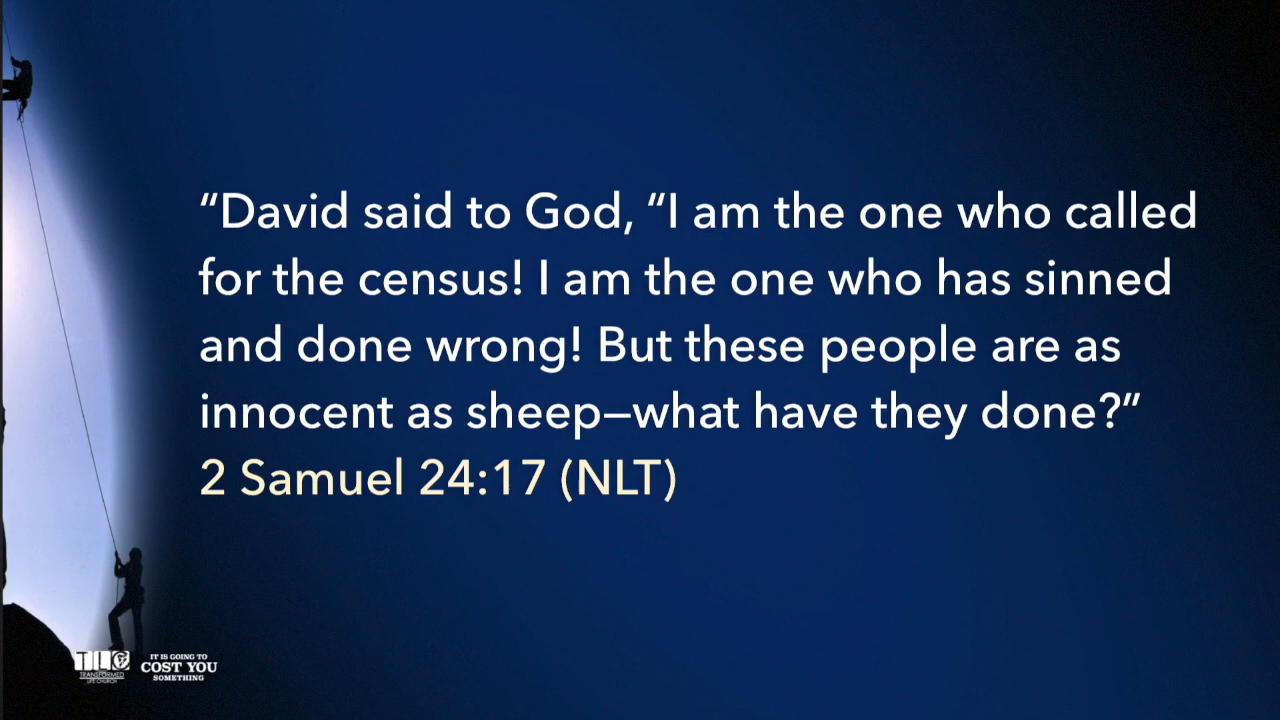 “David said to God, “I am the one who called
for the census! I am the one who has sinned
and done wrong! But these people are as
innocent as sheep—what have they done?”
2 Samuel 24:17 (NLT)
TLC
TRANSFORMED
LIFE CHURCH
IT IS GOING TO
COST YOU
SOMETHING